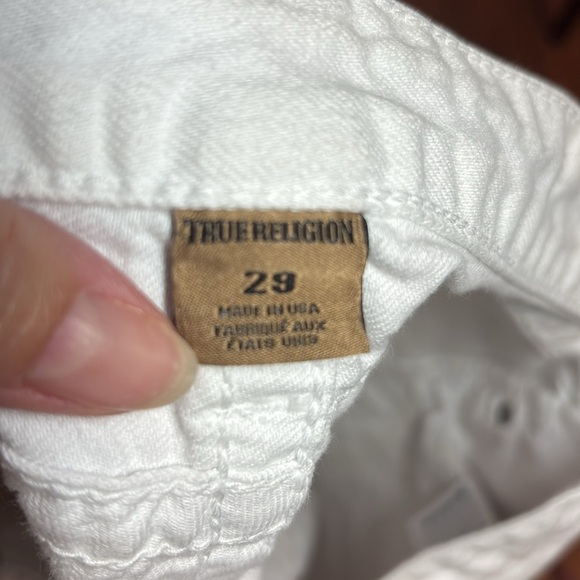 TRUE RELIGION
29
MADE IN USA
FABRIQUÉ AUX
ÉTATS UNIS